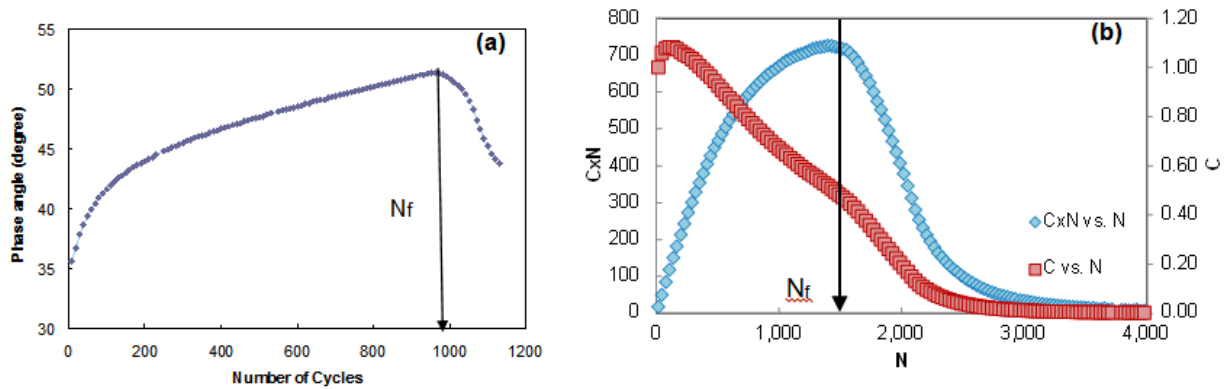 (a)
Phase angle (degree)
55
50
45
40
35
30
Nf
0 200 400 600 800 1000 1200
Number of Cycles
(b)
CxN
800
700
600
500
400
300
200
100
0
Nf
CxN vs. N
C vs. N
1.20
1.00
0.80
0.60
0.40
0.20
0.00
C
0 1,000 2,000 3,000 4,000
N